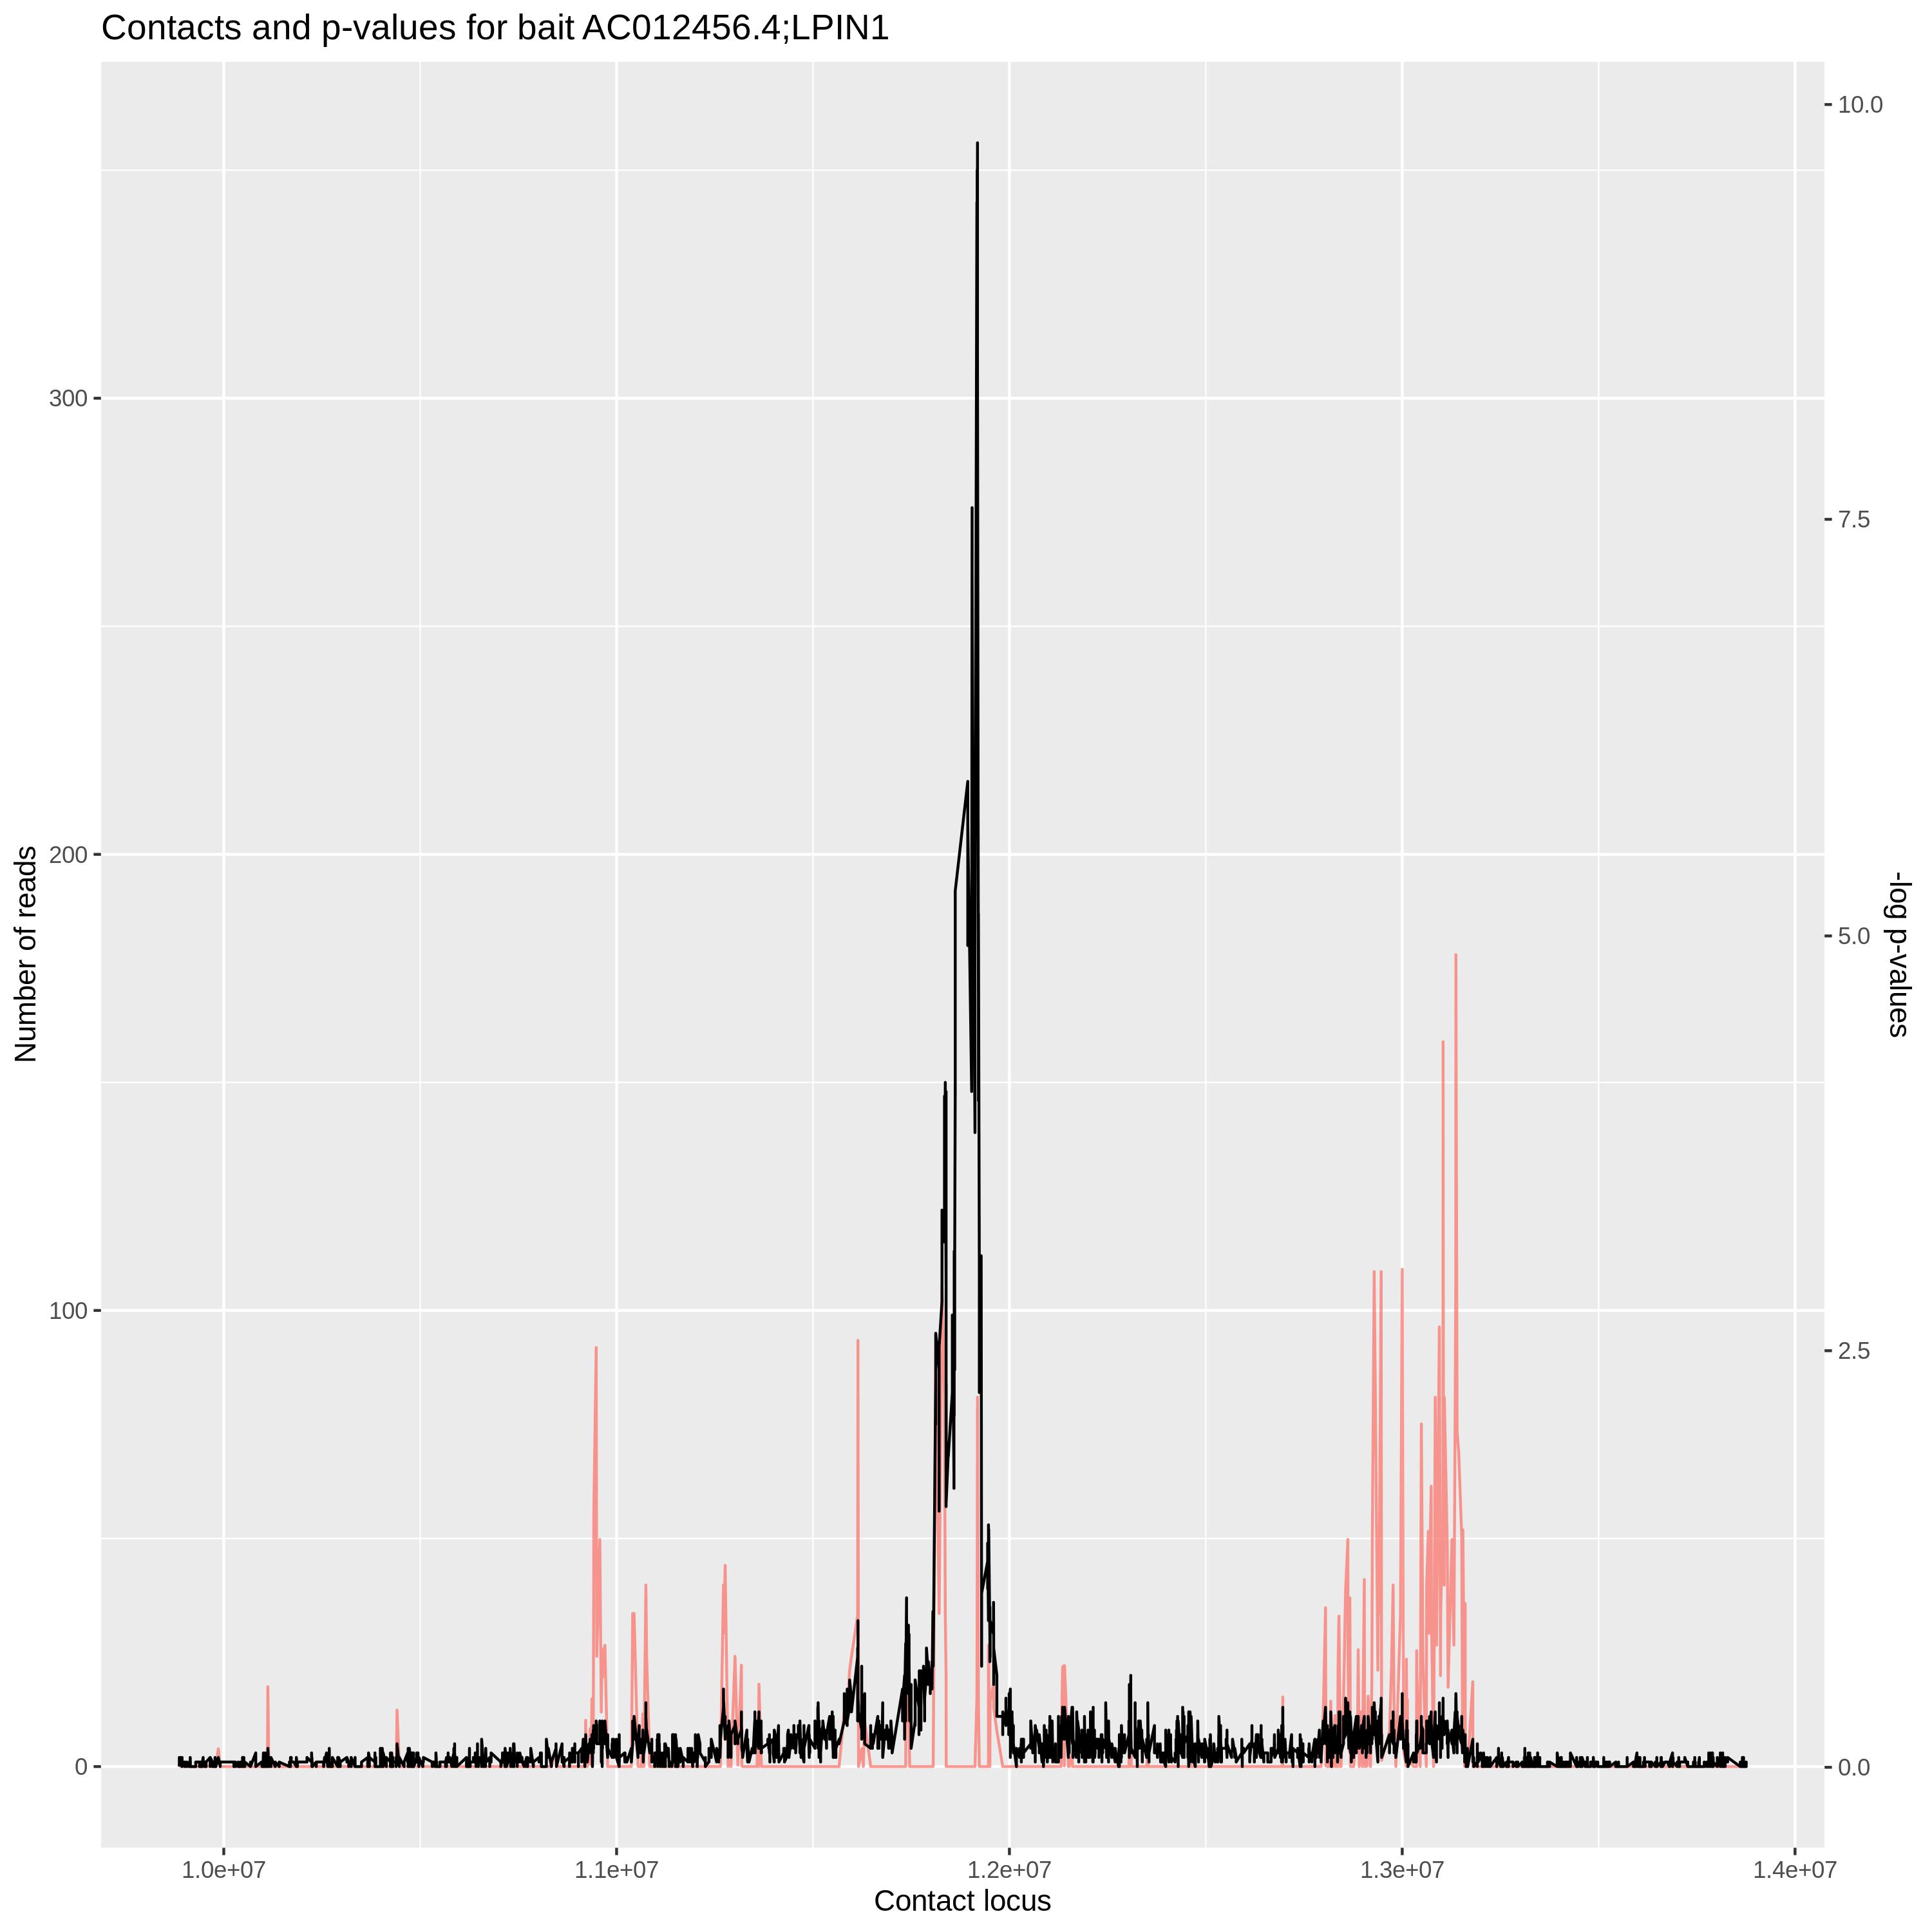 Contacts and p-values for bait AC012456.4;LPIN1
Number of reads
300
200
100
0
10.0
7.5
5.0
2.5
0.0
-log p-values
1.0e+07
1.1e+07
1.2e+07
1.3e+07
1.4e+07
Contact locus